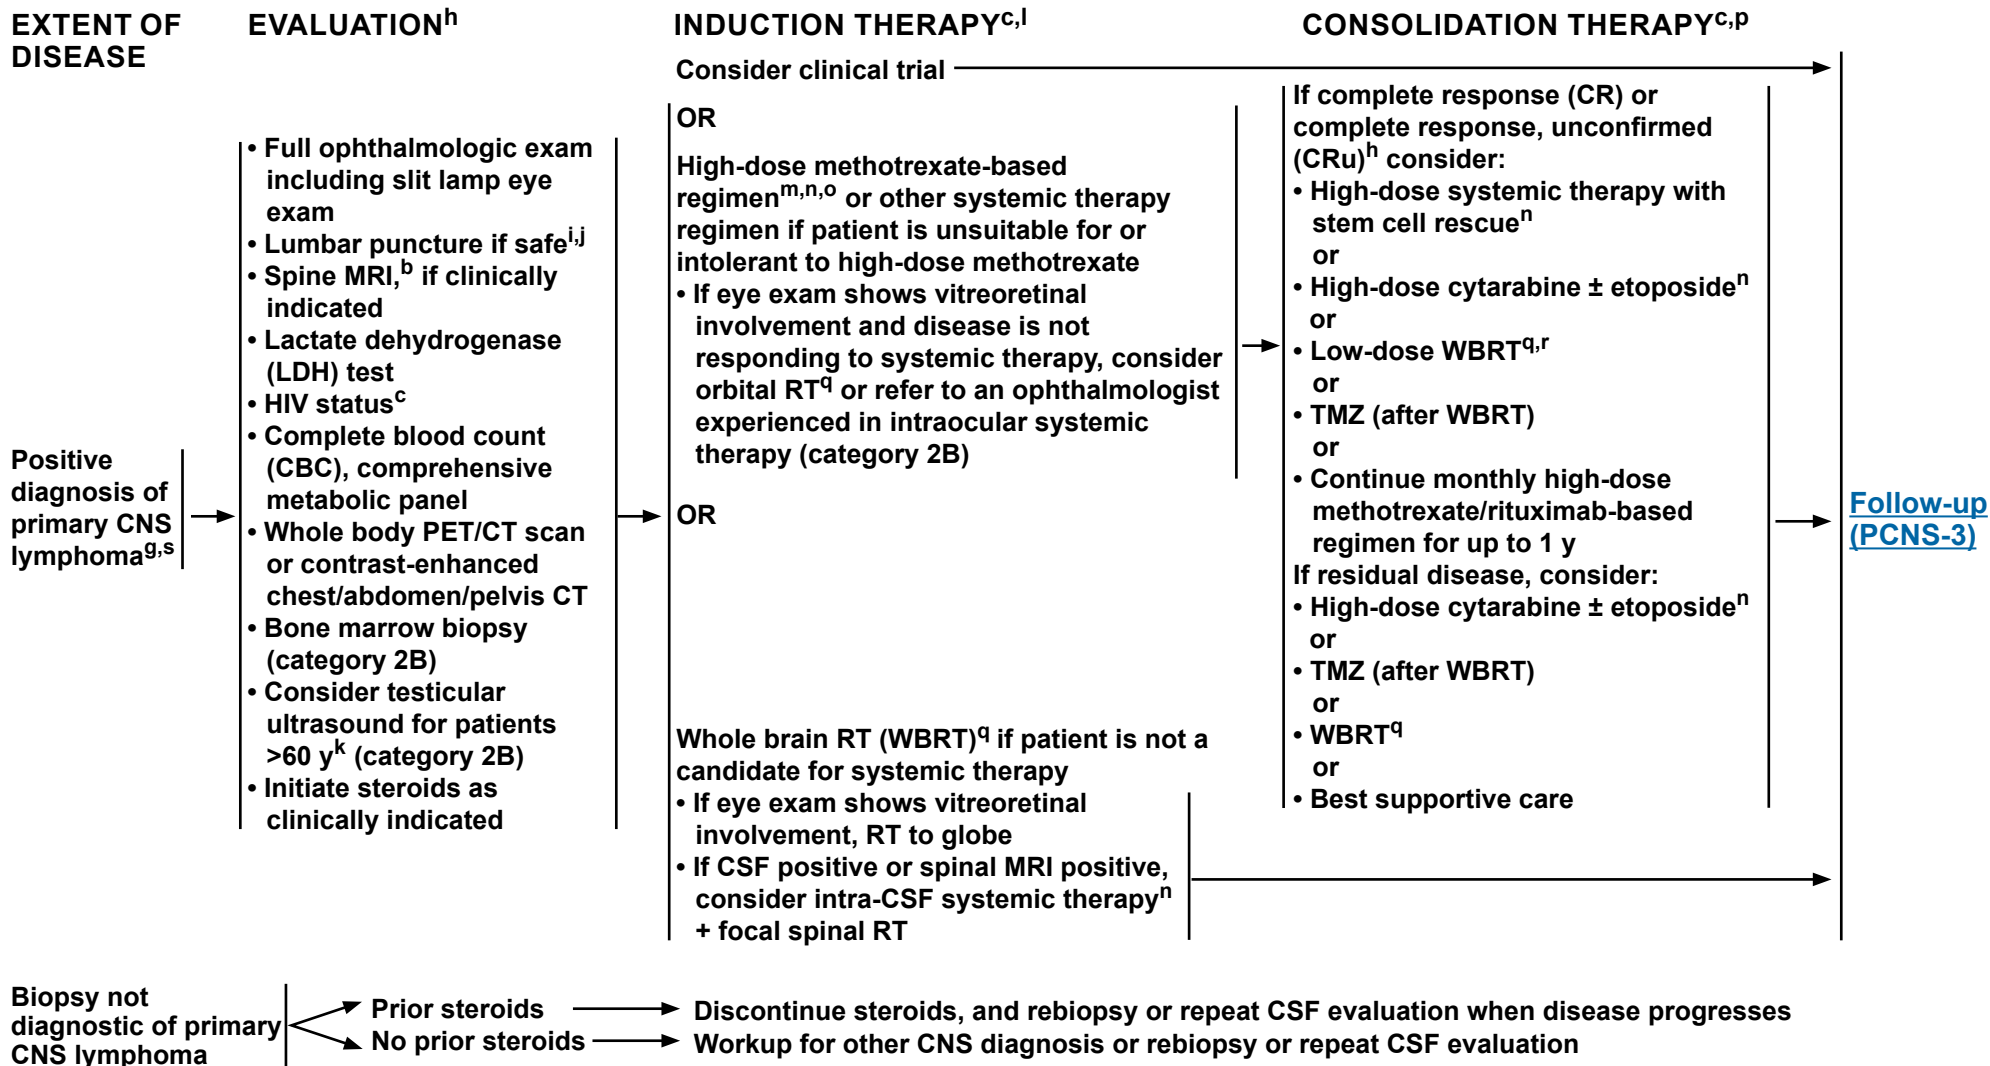 EXTENT OF
DISEASE
EVALUATIONh
• Full ophthalmologic exam
including slit lamp eye
exam
• Lumbar puncture if safei,j
• Spine MRI,b if clinically
indicated
• Lactate dehydrogenase
(LDH) test
• HIV statusc
• Complete blood count
(CBC), comprehensive
metabolic panel
• Whole body PET/CT scan
or contrast-enhanced
chest/abdomen/pelvis CT
• Bone marrow biopsy
(category 2B)
• Consider testicular
ultrasound for patients
>60 yk (category 2B)
• Initiate steroids as
clinically indicated
Positive
diagnosis of
primary CNS
lymphomag,s
INDUCTION THERAPYc,l
Consider clinical trial
OR
High-dose methotrexate-based
regimenm,n,o or other systemic therapy
regimen if patient is unsuitable for or
intolerant to high-dose methotrexate
• If eye exam shows vitreoretinal
involvement and disease is not
responding to systemic therapy, consider
orbital RTq or refer to an ophthalmologist
experienced in intraocular systemic
therapy (category 2B)
OR
Whole brain RT (WBRT)q if patient is not a
candidate for systemic therapy
• If eye exam shows vitreoretinal
involvement, RT to globe
• If CSF positive or spinal MRI positive,
consider intra-CSF systemic therapyn
+ focal spinal RT
CONSOLIDATION THERAPYc,p
If complete response (CR) or
complete response, unconfirmed
(CRu)h consider:
• High-dose systemic therapy with
stem cell rescuen
or
• High-dose cytarabine ± etoposiden
or
• Low-dose WBRTq,r
or
• TMZ (after WBRT)
or
• Continue monthly high-dose
methotrexate/rituximab-based
regimen for up to 1 y
If residual disease, consider:
• High-dose cytarabine ± etoposiden
or
• TMZ (after WBRT)
or
• WBRTq
or
• Best supportive care
Follow-up
(PCNS-3)
Biopsy not
diagnostic of primary
CNS lymphoma
Prior steroids
Discontinue steroids, and rebiopsy or repeat CSF evaluation when disease progresses
No prior steroids
Workup for other CNS diagnosis or rebiopsy or repeat CSF evaluation